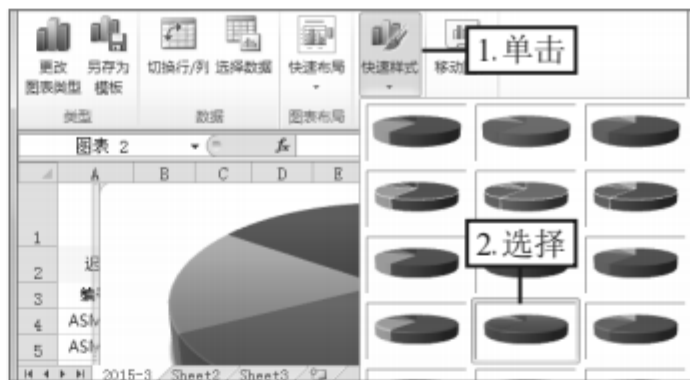 更改图表类型 另存为模板 切换行/列 选择数据 快速布局 快速样式 移动
1.单击
类型 数据 图表布局
图表 2 fx
A B C D E
1
2 迟
2.选择
3 编号
4 ASM
5 ASM
2015-3 Sheet2 Sheet3